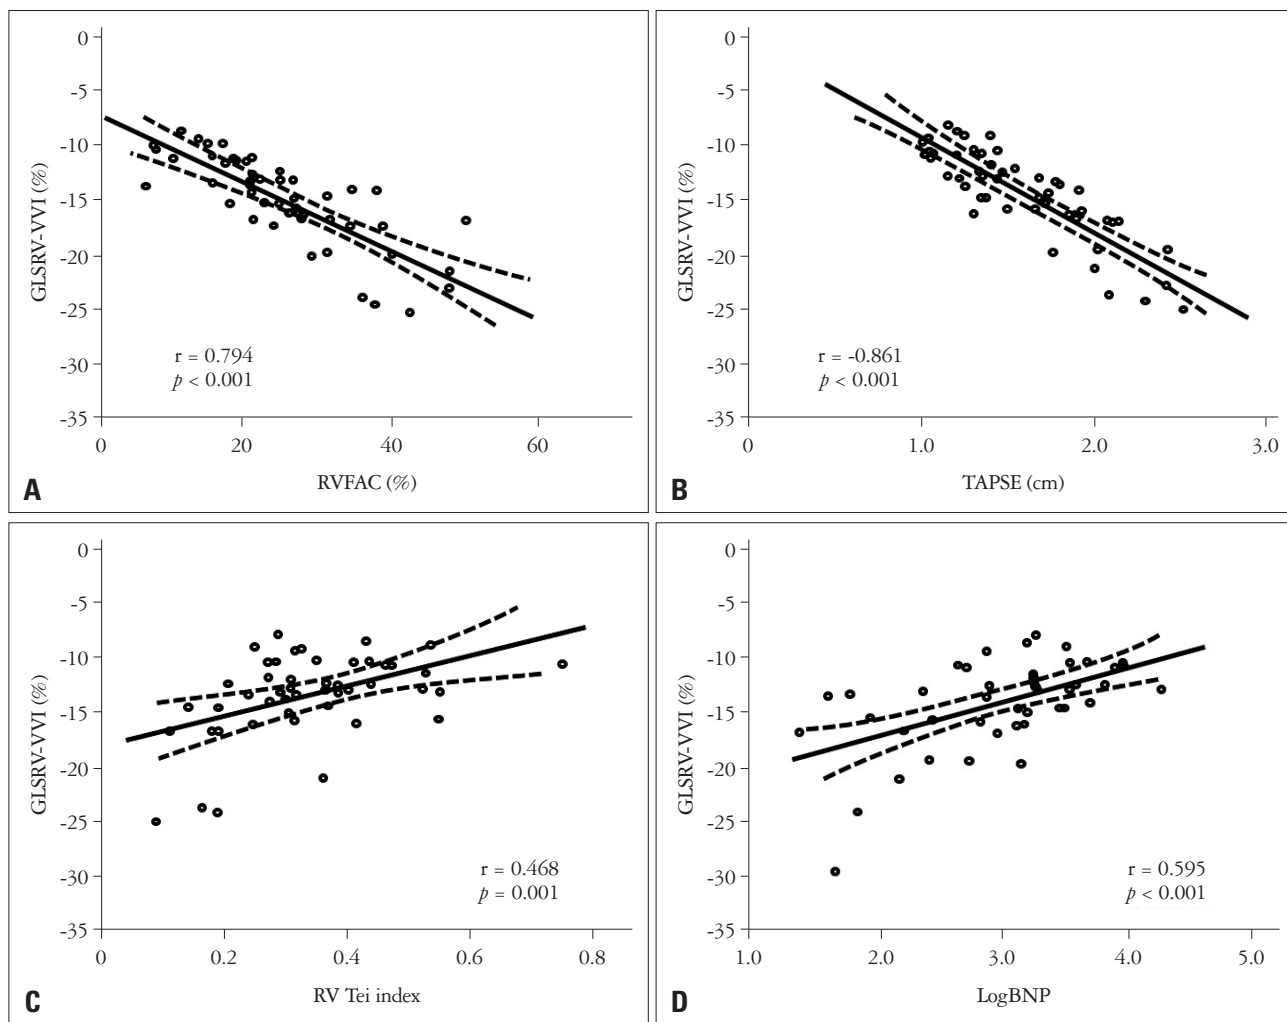 0
-5
-10
-15
-20
-25
-30
-35
GLSRV-VVI (%)
r = 0.794
p < 0.001
0
20
40
60
RVFAC (%)
A
0
-5
-10
-15
-20
-25
-30
-35
GLSRV-VVI (%)
r = -0.861
p < 0.001
0
1.0
2.0
3.0
TAPSE (cm)
B
0
-5
-10
-15
-20
-25
-30
-35
GLSRV-VVI (%)
r = 0.468
p = 0.001
0
0.2
0.4
0.6
0.8
RV Tei index
C
0
-5
-10
-15
-20
-25
-30
-35
GLSRV-VVI (%)
r = 0.595
p < 0.001
1.0
2.0
3.0
4.0
5.0
LogBNP
D